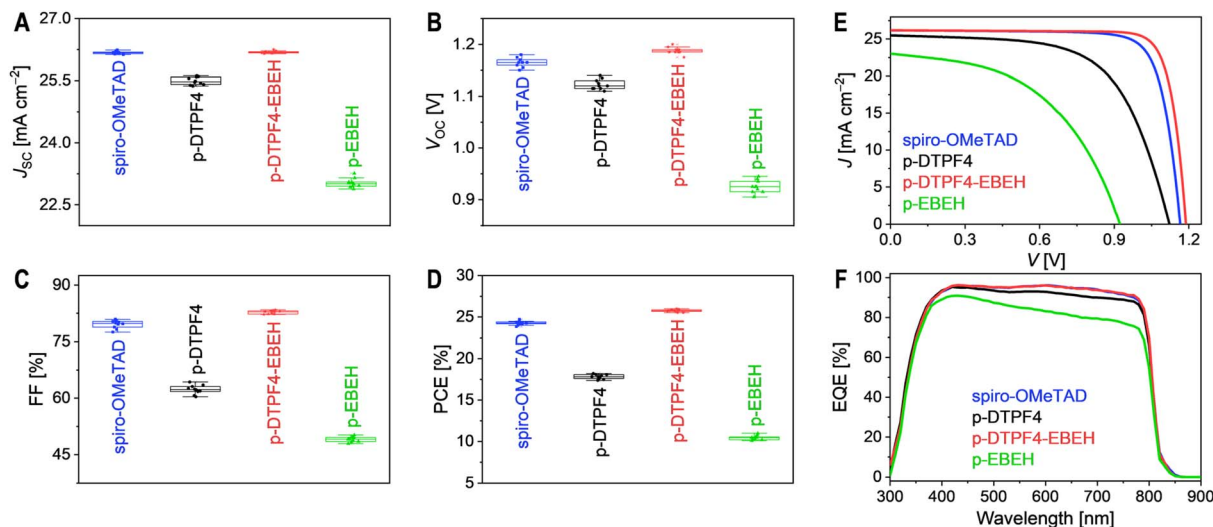 A
27.0
25.5
24.0
22.5
J_SC [mA cm⁻²]
spiro-OMeTAD
p-DTPF4
p-DTPF4-EBEH
p-EBEH
B
1.2
1.1
1.0
0.9
V_OC [V]
spiro-OMeTAD
p-DTPF4
p-DTPF4-EBEH
p-EBEH
E
25
20
15
10
5
0
J [mA cm⁻²]
spiro-OMeTAD
p-DTPF4
p-DTPF4-EBEH
p-EBEH
0.0 0.3 0.6 0.9 1.2
V [V]
C
90
75
60
45
FF [%]
spiro-OMeTAD
p-DTPF4
p-DTPF4-EBEH
p-EBEH
D
30
25
20
15
10
5
PCE [%]
spiro-OMeTAD
p-DTPF4
p-DTPF4-EBEH
p-EBEH
F
100
80
60
40
20
0
EQE [%]
spiro-OMeTAD
p-DTPF4
p-DTPF4-EBEH
p-EBEH
300 400 500 600 700 800 900
Wavelength [nm]